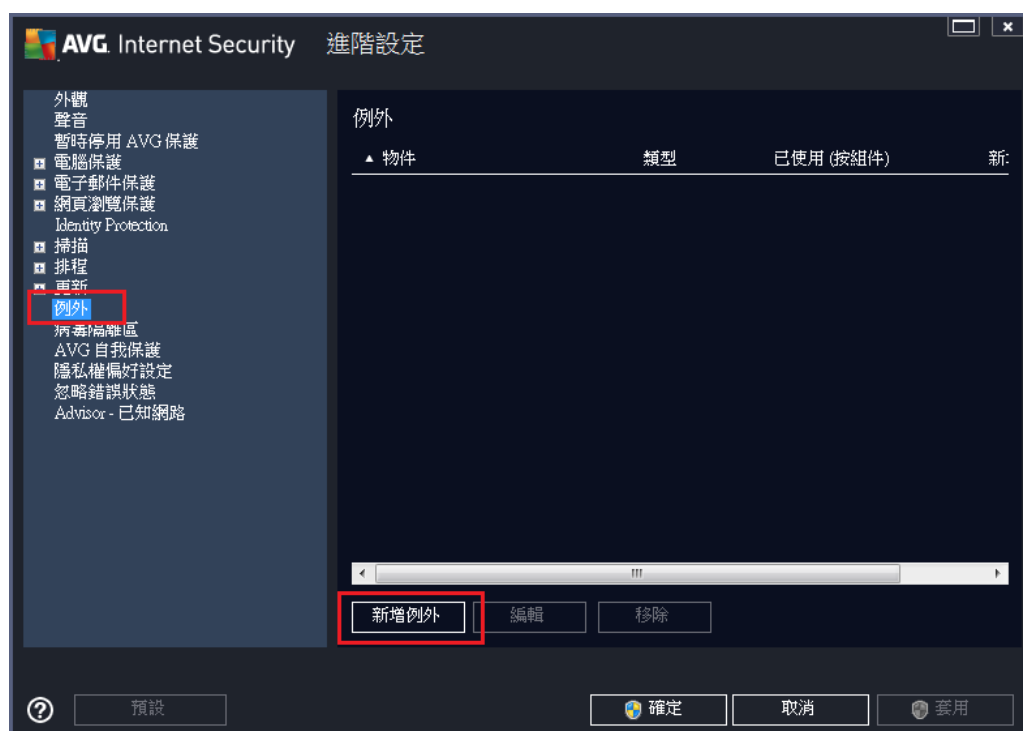 AVG. Internet Security 進階設定
外觀
聲音
暫時停用 AVG 保護
電腦保護
電子郵件保護
網頁瀏覽保護
Identity Protection
掃描
排程
更新
例外
病毒隔離區
AVG 自我保護
隱私權偏好設定
忽略錯誤狀態
Advisor - 已知網路
例外
物件 類型 已使用 (按組件) 新
新增例外 編輯 移除
預設 確定 取消 套用